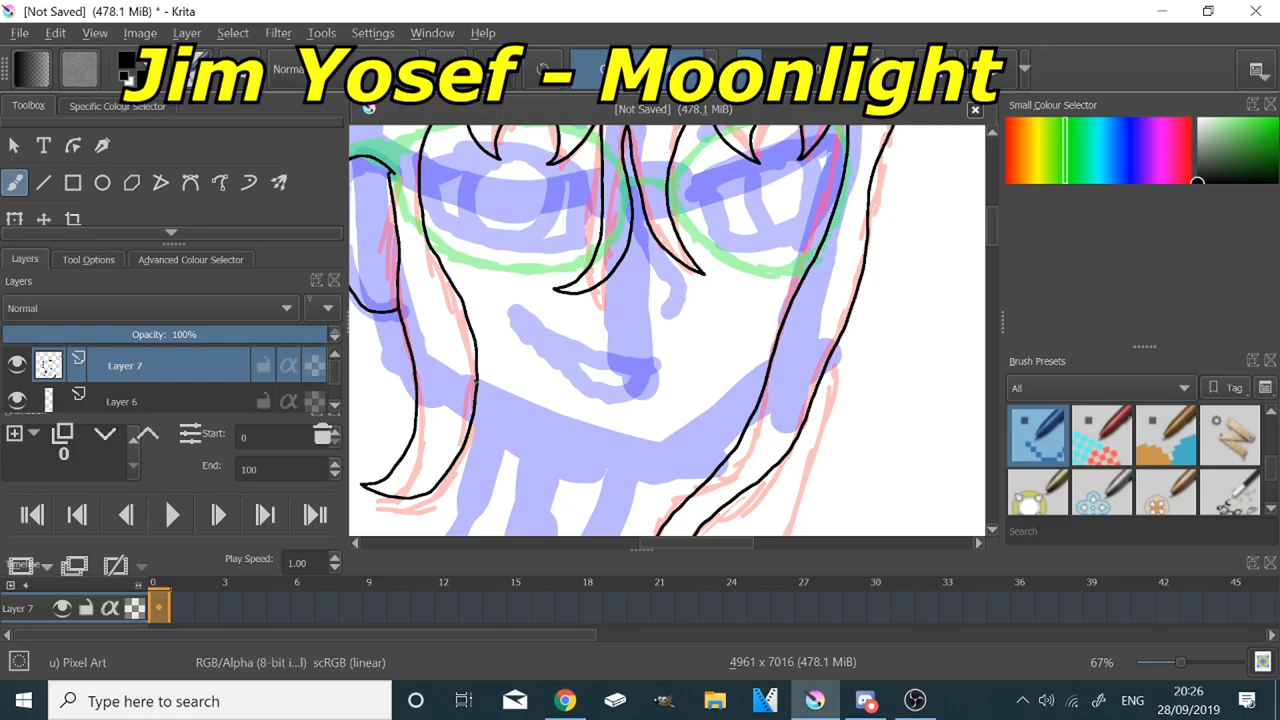 [Not Saved] (478.1 MiB) * - Krita
File Edit View Image Layer Select Filter Tools Settings Window Help
Jim Yosef - Moonlight
Toolbox Specific Colour Selector
[Not Saved] (478.1 MiB)
Small Colour Selector
Layers Tool Options Advanced Colour Selector
Layers
Normal
Opacity: 100%
Layer 7
Layer 6
Start: 0
0
End: 100
Brush Presets
All Tag
Search
Play Speed: 1.00
0 3 6 9 12 15 18 21 24 27 30 33 36 39 42 45
Layer 7
u) Pixel Art RGB/Alpha (8-bit i...l) scRGB (linear) 4961 x 7016 (478.1 MiB) 67%
Type here to search
ENG
20:26
28/09/2019